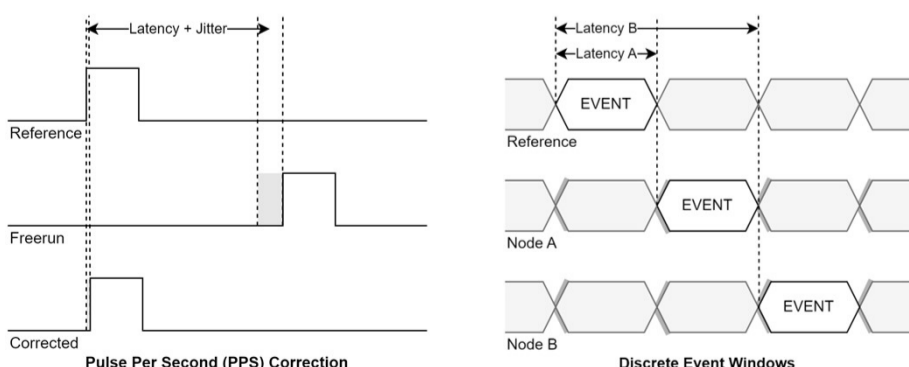 Latency + Jitter
Reference
Freerun
Corrected
Pulse Per Second (PPS) Correction
Latency B
Latency A
EVENT
Reference
EVENT
Node A
EVENT
Node B
Discrete Event Windows